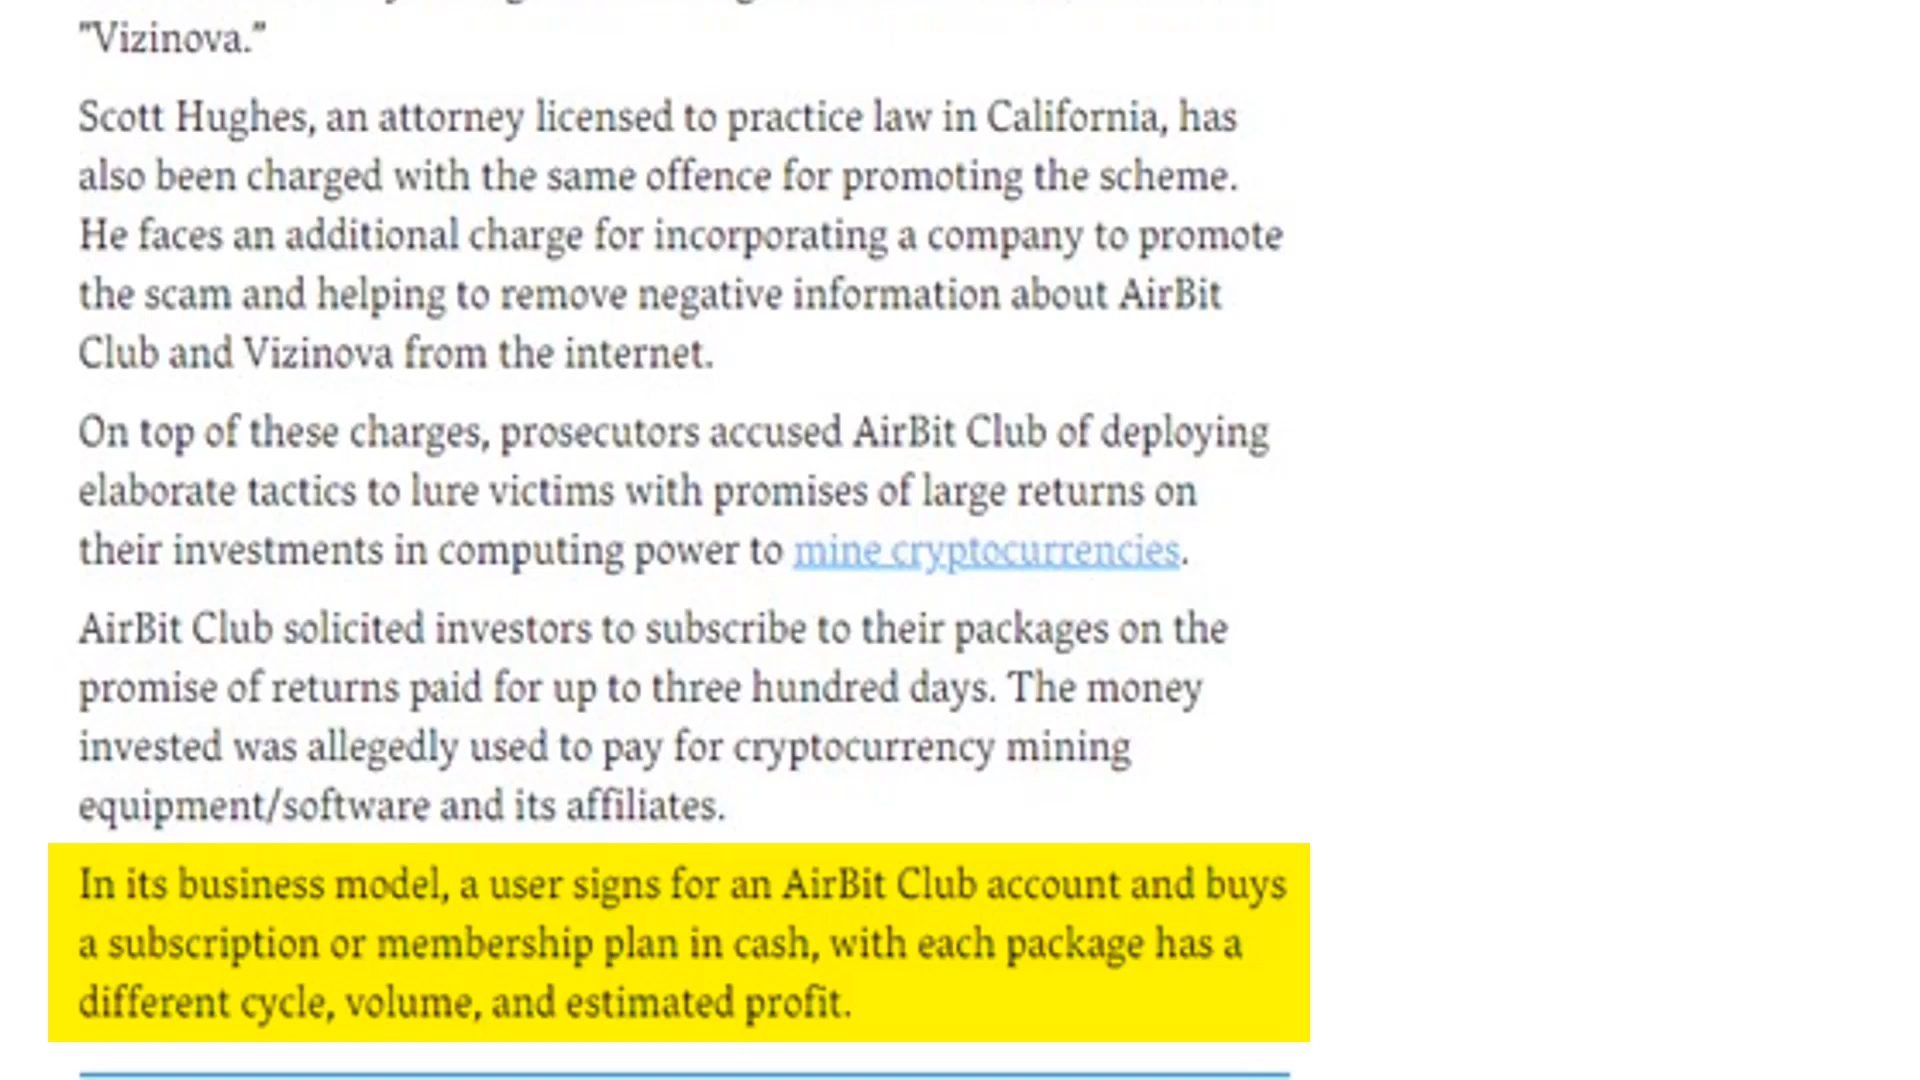 "Vizinova."
Scott Hughes, an attorney licensed to practice law in California, has
also been charged with the same offence for promoting the scheme.
He faces an additional charge for incorporating a company to promote
the scam and helping to remove negative information about AirBit
Club and Vizinova from the internet.
On top of these charges, prosecutors accused AirBit Club of deploying
elaborate tactics to lure victims with promises of large returns on
their investments in computing power to mine cryptocurrencies.
AirBit Club solicited investors to subscribe to their packages on the
promise of returns paid for up to three hundred days. The money
invested was allegedly used to pay for cryptocurrency mining
equipment/software and its affiliates.
In its business model, a user signs for an AirBit Club account and buys
a subscription or membership plan in cash, with each package has a
different cycle, volume, and estimated profit.